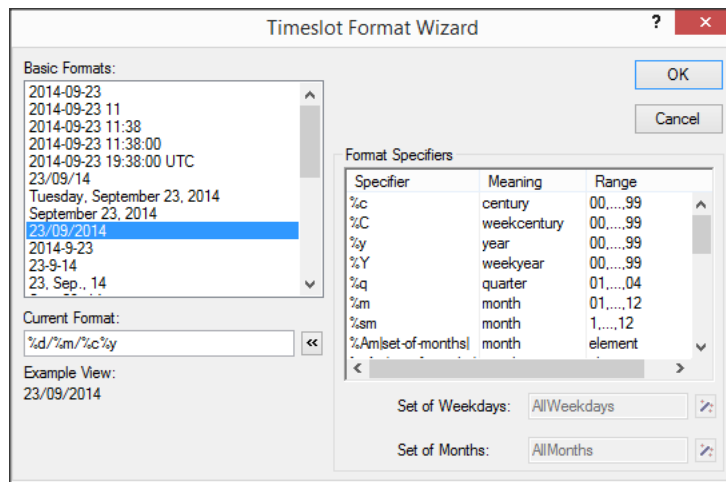 Timeslot Format Wizard
?
×
Basic Formats:
2014-09-23
2014-09-23 11
2014-09-23 11:38
2014-09-23 11:38:00
2014-09-23 19:38:00 UTC
23/09/14
Tuesday, September 23, 2014
September 23, 2014
23/09/2014
2014-9-23
23-9-14
23, Sep., 14
Current Format:
%d/%m/%c%y
<<
Example View:
23/09/2014
OK
Cancel
Format Specifiers
Specifier Meaning Range
%c century 00,...,99
%C weekcentury 00,...,99
%y year 00,...,99
%Y weekyear 00,...,99
%q quarter 01,...,04
%m month 01,...,12
%sm month 1,...,12
%Am|set-of-months| month element
Set of Weekdays: AllWeekdays
Set of Months: AllMonths